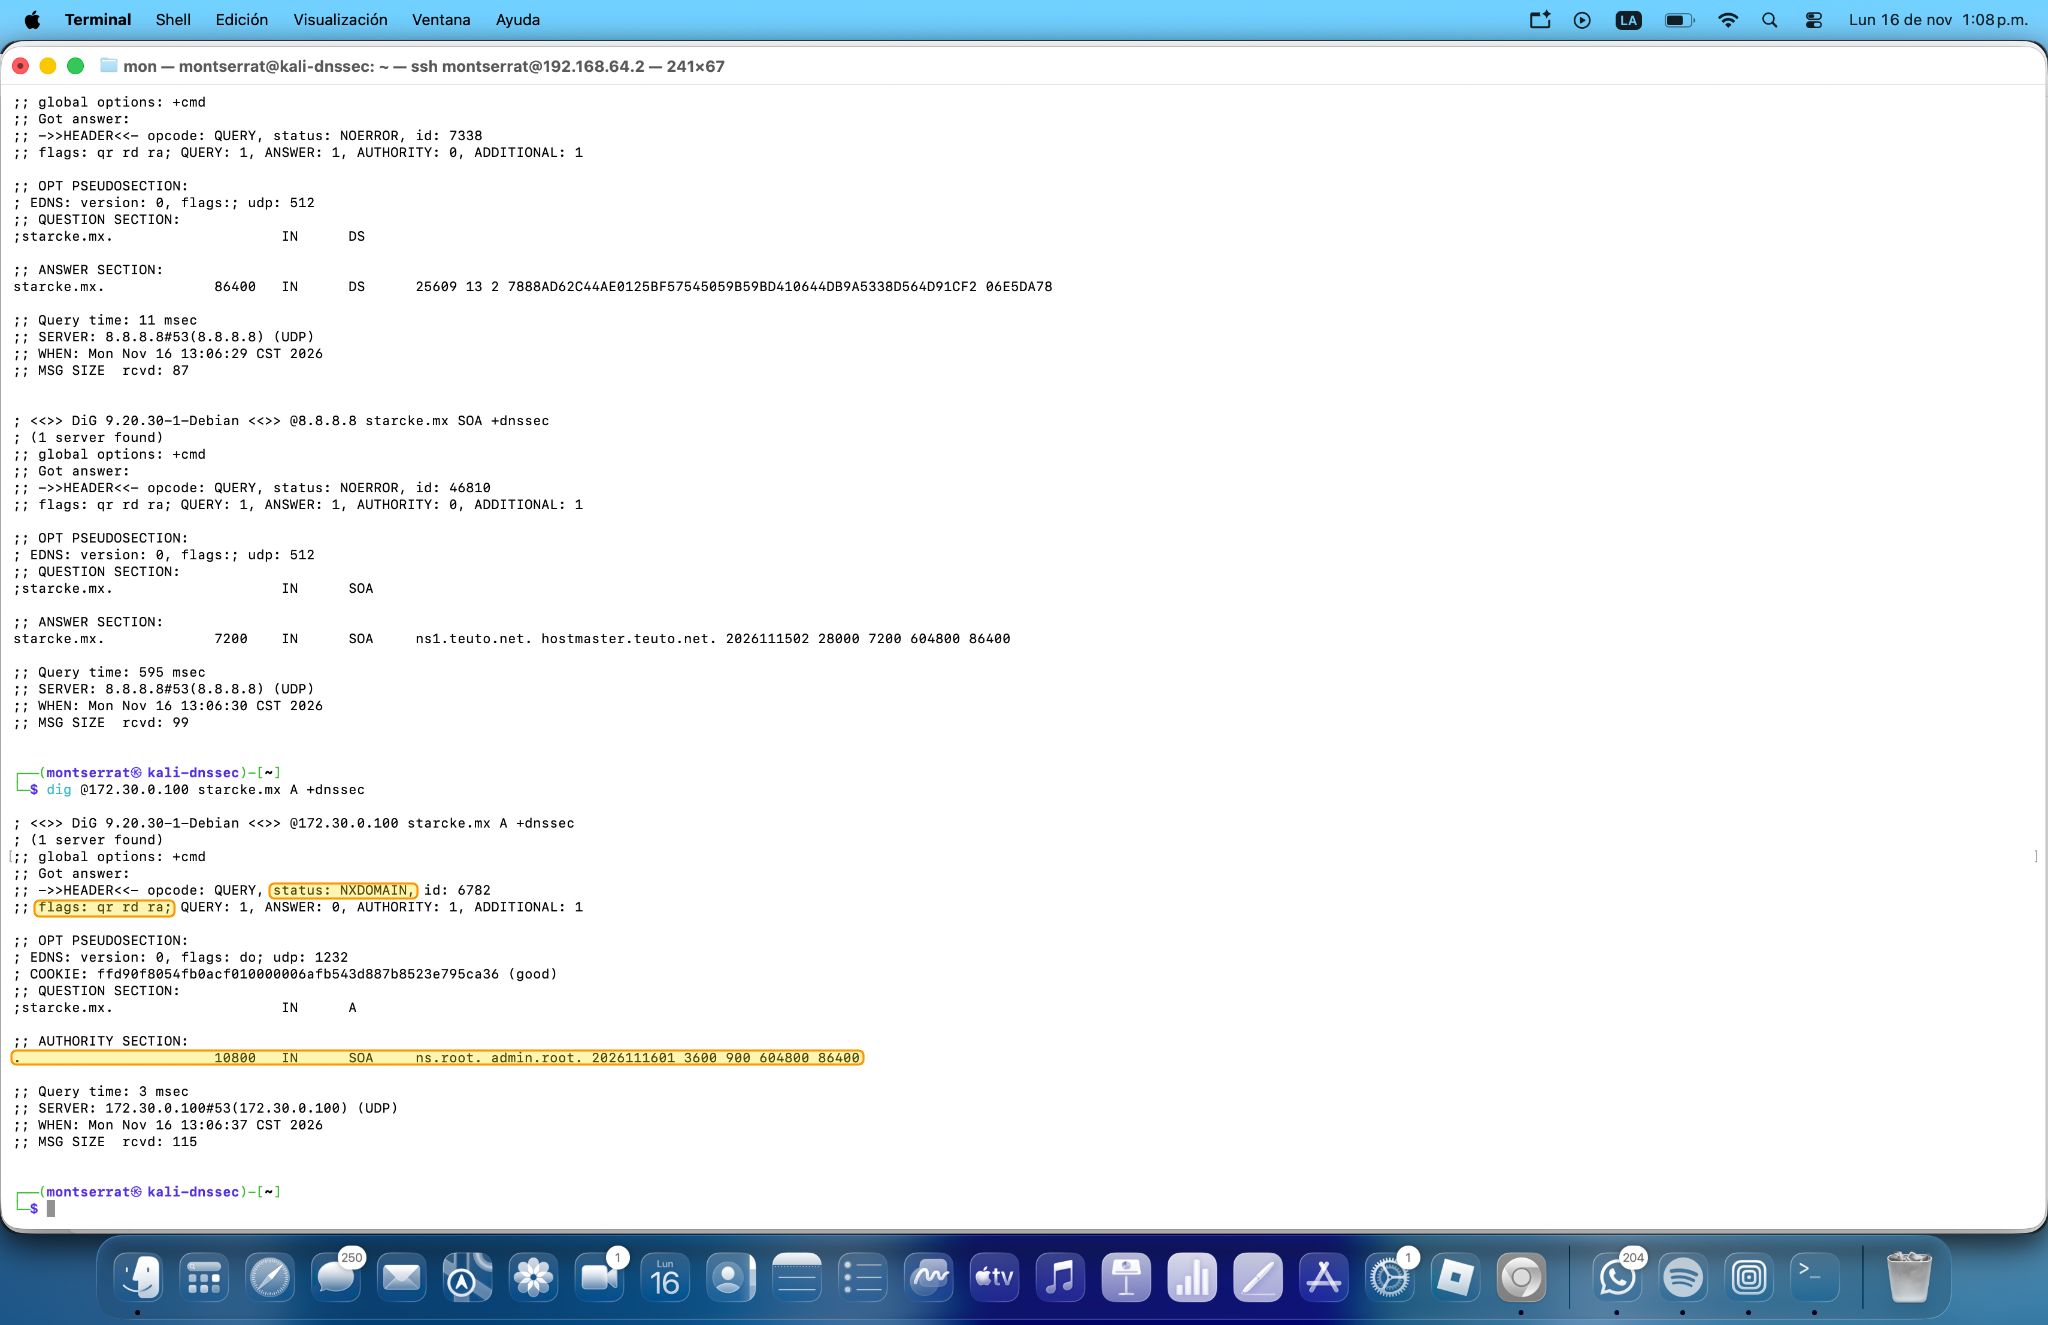 Terminal Shell Edición Visualización Ventana Ayuda LA Lun 16 de nov 1:08 p.m.
mon — montserrat@kali-dnssec: ~ — ssh montserrat@192.168.64.2 — 241×67
;; global options: +cmd
;; Got answer:
;; ->>HEADER<<- opcode: QUERY, status: NOERROR, id: 7338
;; flags: qr rd ra; QUERY: 1, ANSWER: 1, AUTHORITY: 0, ADDITIONAL: 1
;; OPT PSEUDOSECTION:
; EDNS: version: 0, flags:; udp: 512
;; QUESTION SECTION:
;starcke.mx. IN DS
;; ANSWER SECTION:
starcke.mx. 86400 IN DS 25609 13 2 7888AD62C44AE0125BF57545059B59BD410644DB9A5338D564D91CF2 06E5DA78
;; Query time: 11 msec
;; SERVER: 8.8.8.8#53(8.8.8.8) (UDP)
;; WHEN: Mon Nov 16 13:06:29 CST 2026
;; MSG SIZE rcvd: 87
; <<>> DiG 9.20.30-1-Debian <<>> @8.8.8.8 starcke.mx SOA +dnssec
; (1 server found)
;; global options: +cmd
;; Got answer:
;; ->>HEADER<<- opcode: QUERY, status: NOERROR, id: 46810
;; flags: qr rd ra; QUERY: 1, ANSWER: 1, AUTHORITY: 0, ADDITIONAL: 1
;; OPT PSEUDOSECTION:
; EDNS: version: 0, flags:; udp: 512
;; QUESTION SECTION:
;starcke.mx. IN SOA
;; ANSWER SECTION:
starcke.mx. 7200 IN SOA ns1.teuto.net. hostmaster.teuto.net. 2026111502 28000 7200 604800 86400
;; Query time: 595 msec
;; SERVER: 8.8.8.8#53(8.8.8.8) (UDP)
;; WHEN: Mon Nov 16 13:06:30 CST 2026
;; MSG SIZE rcvd: 99
┌──(montserrat㉿kali-dnssec)-[~]
└─$ dig @172.30.0.100 starcke.mx A +dnssec
; <<>> DiG 9.20.30-1-Debian <<>> @172.30.0.100 starcke.mx A +dnssec
; (1 server found)
;; global options: +cmd
;; Got answer:
;; ->>HEADER<<- opcode: QUERY, status: NXDOMAIN, id: 6782
;; flags: qr rd ra; QUERY: 1, ANSWER: 0, AUTHORITY: 1, ADDITIONAL: 1
;; OPT PSEUDOSECTION:
; EDNS: version: 0, flags: do; udp: 1232
; COOKIE: ffd90f8054fb0acf010000006afb543d887b8523e795ca36 (good)
;; QUESTION SECTION:
;starcke.mx. IN A
;; AUTHORITY SECTION:
. 10800 IN SOA ns.root. admin.root. 2026111601 3600 900 604800 86400
;; Query time: 3 msec
;; SERVER: 172.30.0.100#53(172.30.0.100) (UDP)
;; WHEN: Mon Nov 16 13:06:37 CST 2026
;; MSG SIZE rcvd: 115
┌──(montserrat㉿kali-dnssec)-[~]
└─$
250 1 Lun 16 tv 1 204 >_